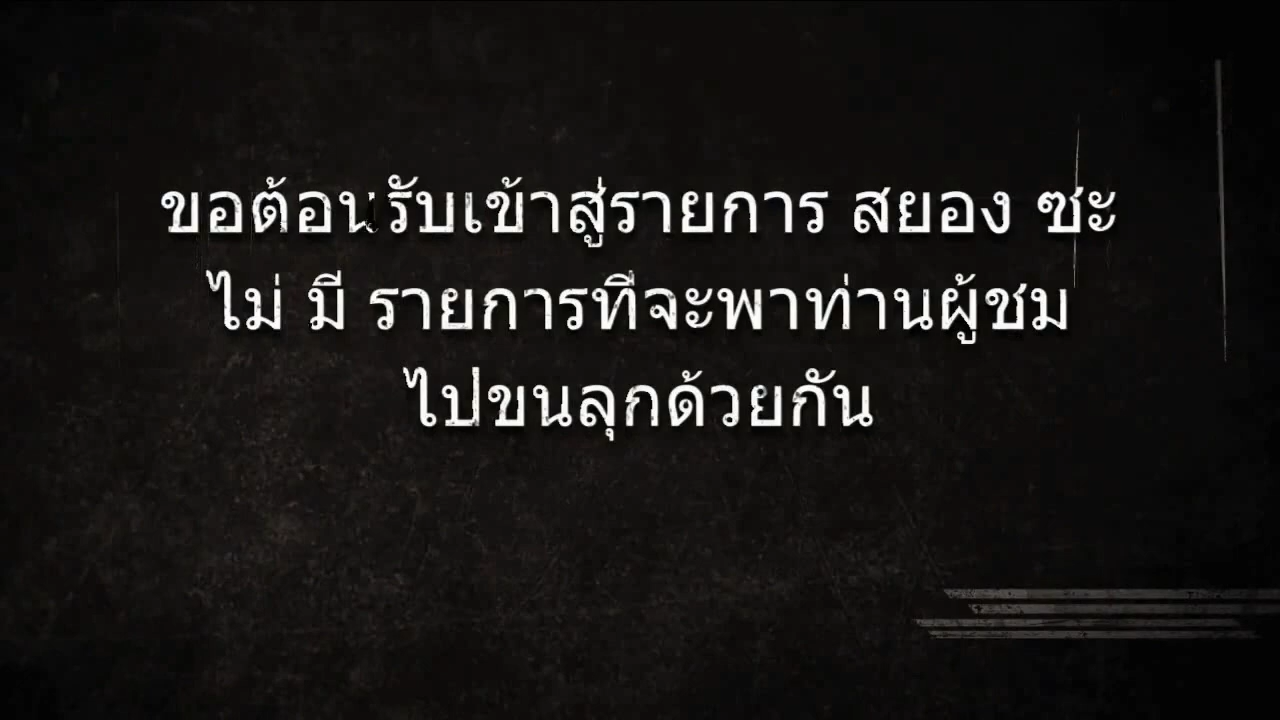 ขอต้อนรับเข้าสู่รายการ สยอง ซะ
ไม่ มี รายการที่จะพาท่านผู้ชม
ไปขนลุกด้วยกัน